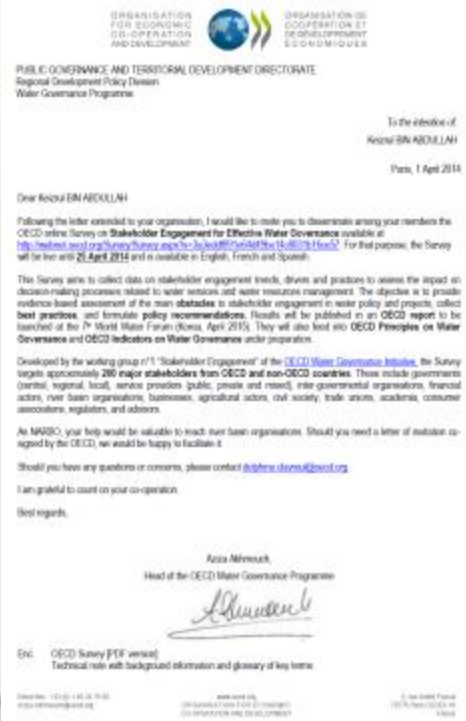 ORGANISATION
FOR ECONOMIC
CO-OPERATION
AND DEVELOPMENT
ORGANISATION DE
COOPÉRATION ET
DE DÉVELOPPEMENT
ÉCONOMIQUES
PUBLIC GOVERNANCE AND TERRITORIAL DEVELOPMENT DIRECTORATE
Regional Development Policy Division
Water Governance Programme
To the intention of:
Keizrul BIN ABDULLAH
Paris, 1 April 2014
Dear Keizrul BIN ABDULLAH
Following the letter extended to your organisation, I would like to invite you to disseminate among your members the
OECD online Survey on Stakeholder Engagement for Effective Water Governance available at
For that purpose, the Survey
will be live until 25 April 2014 and is available in English, French and Spanish.
This Survey aims to collect data on stakeholder engagement trends, drivers and practices to assess the impact on
decision-making processes related to water services and water resources management. The objective is to provide
evidence-based assessment of the main obstacles to stakeholder engagement in water policy and projects, collect
best practices, and formulate policy recommendations. Results will be published in an OECD report to be
launched at the 7th World Water Forum (Korea, April 2015). They will also feed into OECD Principles on Water
Governance and OECD Indicators on Water Governance under preparation.
Developed by the working group n°1 "Stakeholder Engagement" of the OECD Water Governance Initiative, the Survey
targets approximately 200 major stakeholders from OECD and non-OECD countries. These include governments
(central, regional, local), service providers (public, private and mixed), inter-governmental organisations, financial
actors, river basin organisations, businesses, agricultural actors, civil society, trade unions, academia, consumer
associations, regulators, and advisors.
As NARBO, your help would be valuable to reach river basin organisations. Should you need a letter of invitation co-
signed by the OECD, we would be happy to facilitate it.
Should you have any questions or concerns, please contact
I am grateful to count on your co-operation.
Best regards,
Aziza Akhmouch,
Head of the OECD Water Governance Programme
Enc: OECD Survey [PDF version]
Technical note with background information and glossary of key terms
www.oecd.org
ORGANISATION FOR ECONOMIC
CO-OPERATION AND DEVELOPMENT